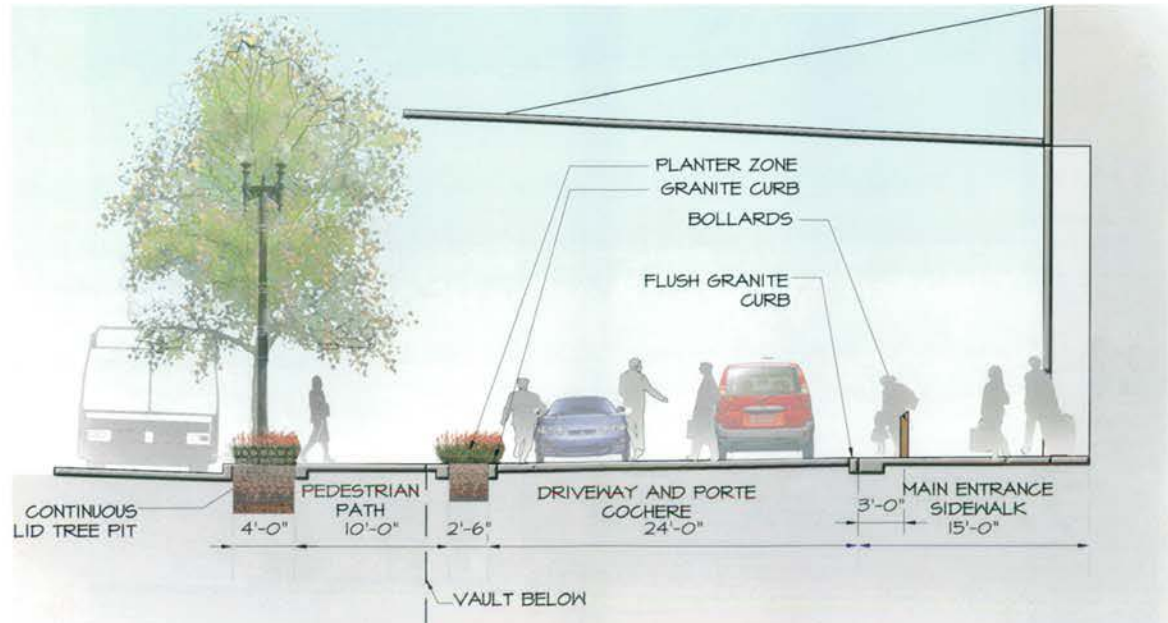 PLANTER ZONE
GRANITE CURB
BOLLARDS
FLUSH GRANITE
CURB
CONTINUOUS
LID TREE PIT
4'-0"
PEDESTRIAN
PATH
10'-0"
2'-6"
DRIVEWAY AND PORTE
COCHERE
24'-0"
3'-0"
MAIN ENTRANCE
SIDEWALK
15'-0"
VAULT BELOW